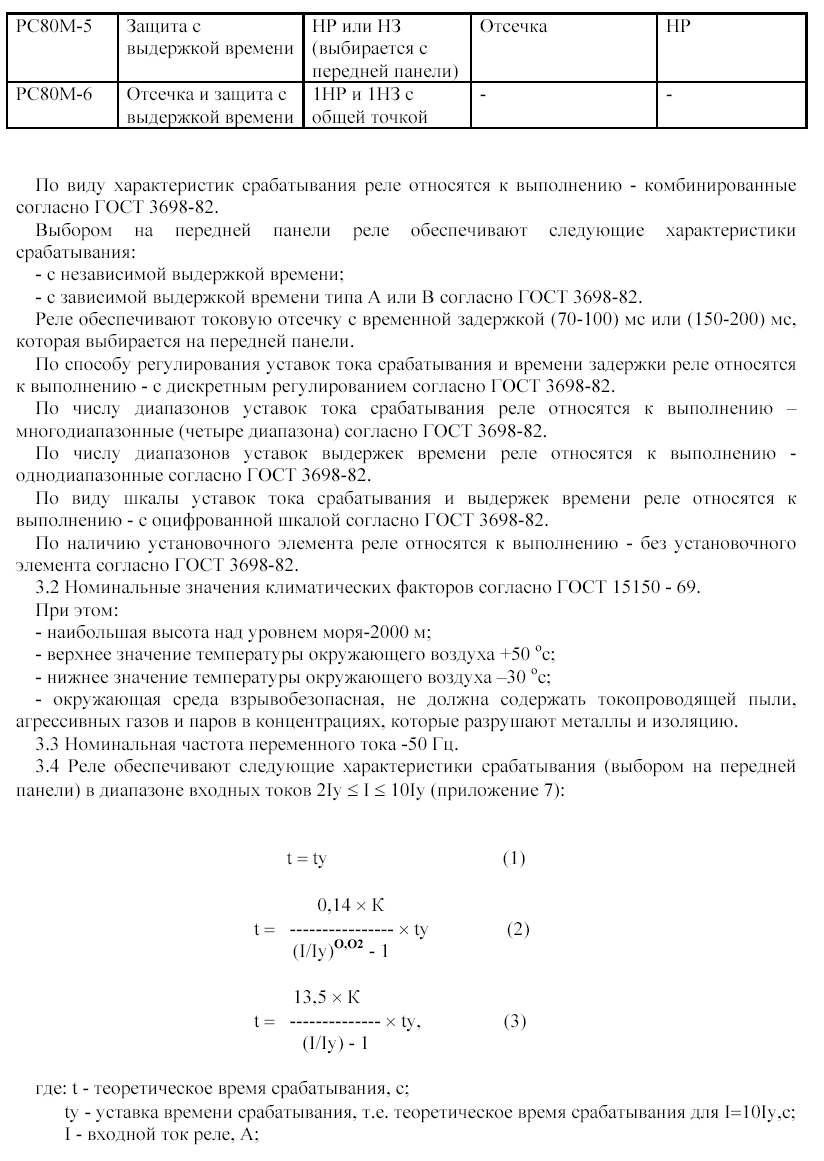 РС80М-5 Защита с НР или НЗ Отсечка НР
выдержкой времени (выбирается с
передней панели)
РС80М-6 Отсечка и защита с 1НР и 1НЗ с - -
выдержкой времени общей точкой
По виду характеристик срабатывания реле относятся к выполнению - комбинированные
согласно ГОСТ 3698-82.
Выбором на передней панели реле обеспечивают следующие характеристики
срабатывания:
- с независимой выдержкой времени;
- с зависимой выдержкой времени типа А или В согласно ГОСТ 3698-82.
Реле обеспечивают токовую отсечку с временной задержкой (70-100) мс или (150-200) мс,
которая выбирается на передней панели.
По способу регулирования уставок тока срабатывания и времени задержки реле относятся
к выполнению - с дискретным регулированием согласно ГОСТ 3698-82.
По числу диапазонов уставок тока срабатывания реле относятся к выполнению –
многодиапазонные (четыре диапазона) согласно ГОСТ 3698-82.
По числу диапазонов уставок выдержек времени реле относятся к выполнению -
однодиапазонные согласно ГОСТ 3698-82.
По виду шкалы уставок тока срабатывания и выдержек времени реле относятся к
выполнению - с оцифрованной шкалой согласно ГОСТ 3698-82.
По наличию установочного элемента реле относятся к выполнению - без установочного
элемента согласно ГОСТ 3698-82.
3.2 Номинальные значения климатических факторов согласно ГОСТ 15150 - 69.
При этом:
- наибольшая высота над уровнем моря-2000 м;
- верхнее значение температуры окружающего воздуха +50 °с;
- нижнее значение температуры окружающего воздуха –30 °с;
- окружающая среда взрывобезопасная, не должна содержать токопроводящей пыли,
агрессивных газов и паров в концентрациях, которые разрушают металлы и изоляцию.
3.3 Номинальная частота переменного тока -50 Гц.
3.4 Реле обеспечивают следующие характеристики срабатывания (выбором на передней
панели) в диапазоне входных токов 2Iу ≤ I ≤ 10Iу (приложение 7):
t = tу (1)
0,14 × К
t = ---------------- × tу (2)
(I/Iу)^О,О2 - 1
13,5 × К
t = -------------- × tу, (3)
(I/Iу) - 1
где: t - теоретическое время срабатывания, с;
tу - уставка времени срабатывания, т.е. теоретическое время срабатывания для I=10Iу,с;
I - входной ток реле, А;